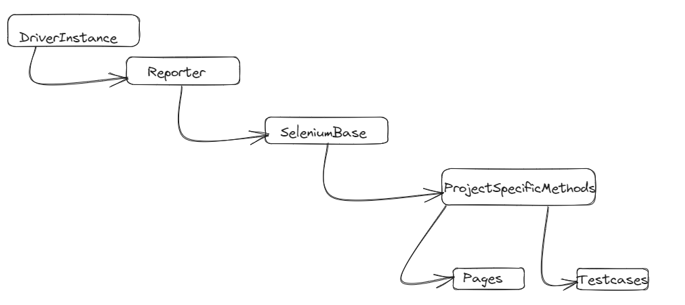 DriverInstance
Reporter
SeleniumBase
ProjectSpecificMethods
Pages
Testcases